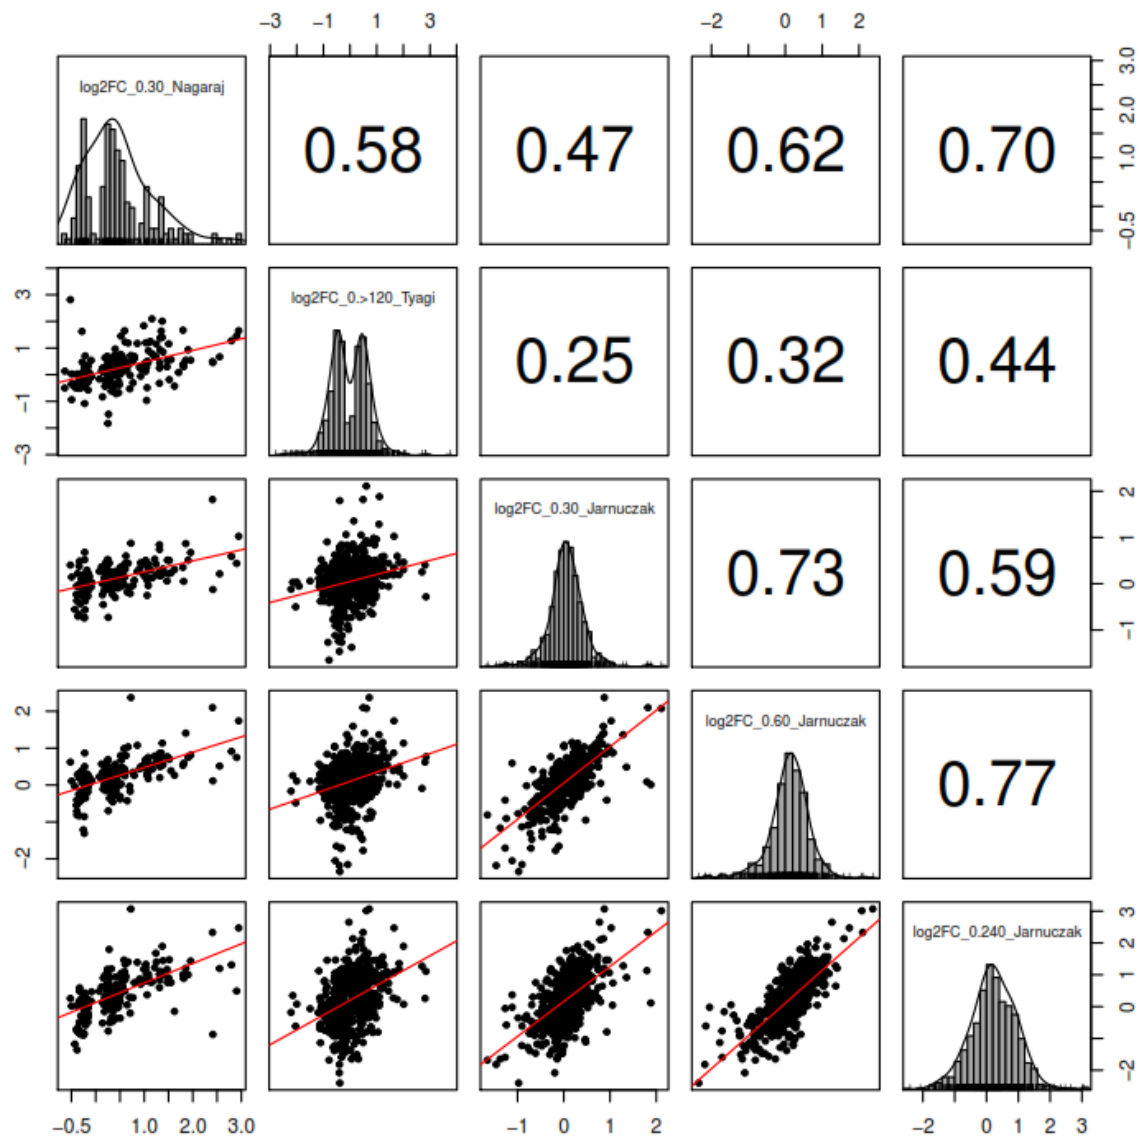 −3 −1 1 3 −2 0 1 2
log2FC_0.30_Nagaraj
0.58 0.47 0.62 0.70
−0.5 1.0 2.0 3.0
log2FC_0.>120_Tyagi
0.25 0.32 0.44
−3 −1 1 3
log2FC_0.30_Jarnuczak
0.73 0.59
−1 0 1 2
log2FC_0.60_Jarnuczak
0.77
−2 0 1 2
log2FC_0.240_Jarnuczak
−2 0 1 2 3
−0.5 1.0 2.0 3.0 −1 0 1 2 −2 0 1 2 3